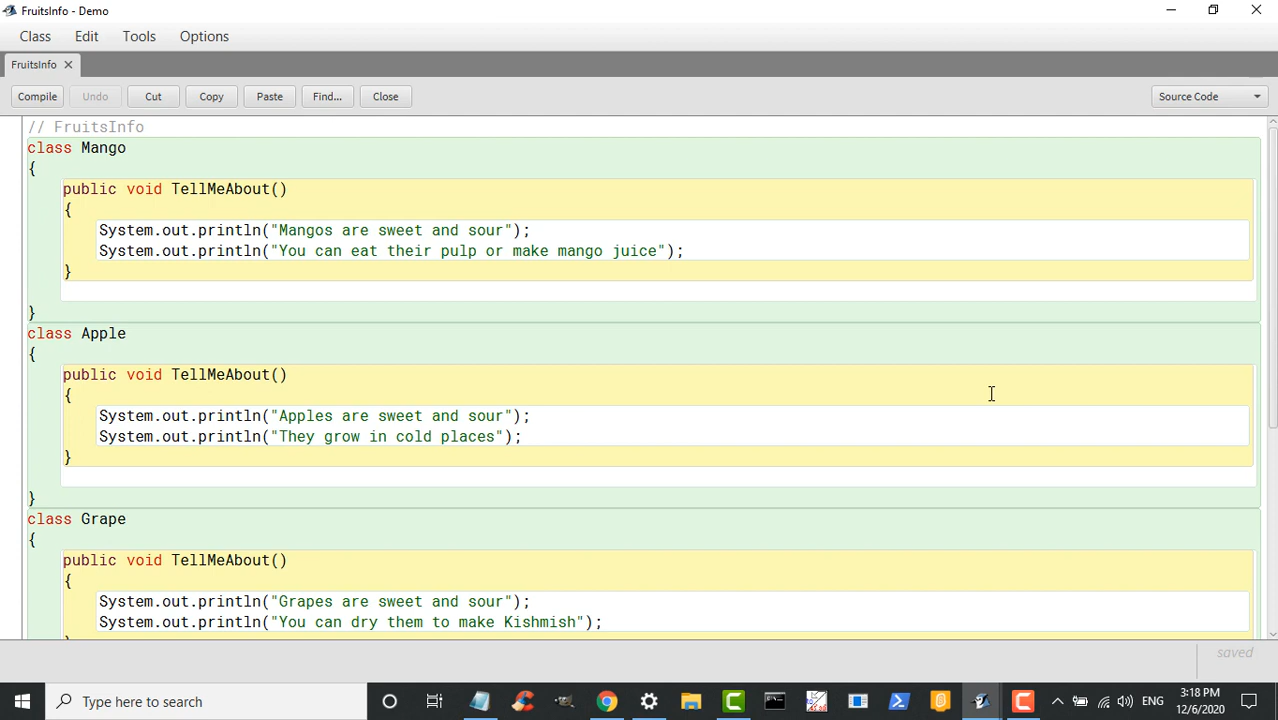 FruitsInfo - Demo
Class Edit Tools Options
FruitsInfo
Compile Undo Cut Copy Paste Find... Close Source Code
// FruitsInfo
class Mango
{
public void TellMeAbout()
{
System.out.println("Mangos are sweet and sour");
System.out.println("You can eat their pulp or make mango juice");
}
}
class Apple
{
public void TellMeAbout()
{
System.out.println("Apples are sweet and sour");
System.out.println("They grow in cold places");
}
}
class Grape
{
public void TellMeAbout()
{
System.out.println("Grapes are sweet and sour");
System.out.println("You can dry them to make Kishmish");
}
saved
Type here to search
ENG
3:18 PM
12/6/2020